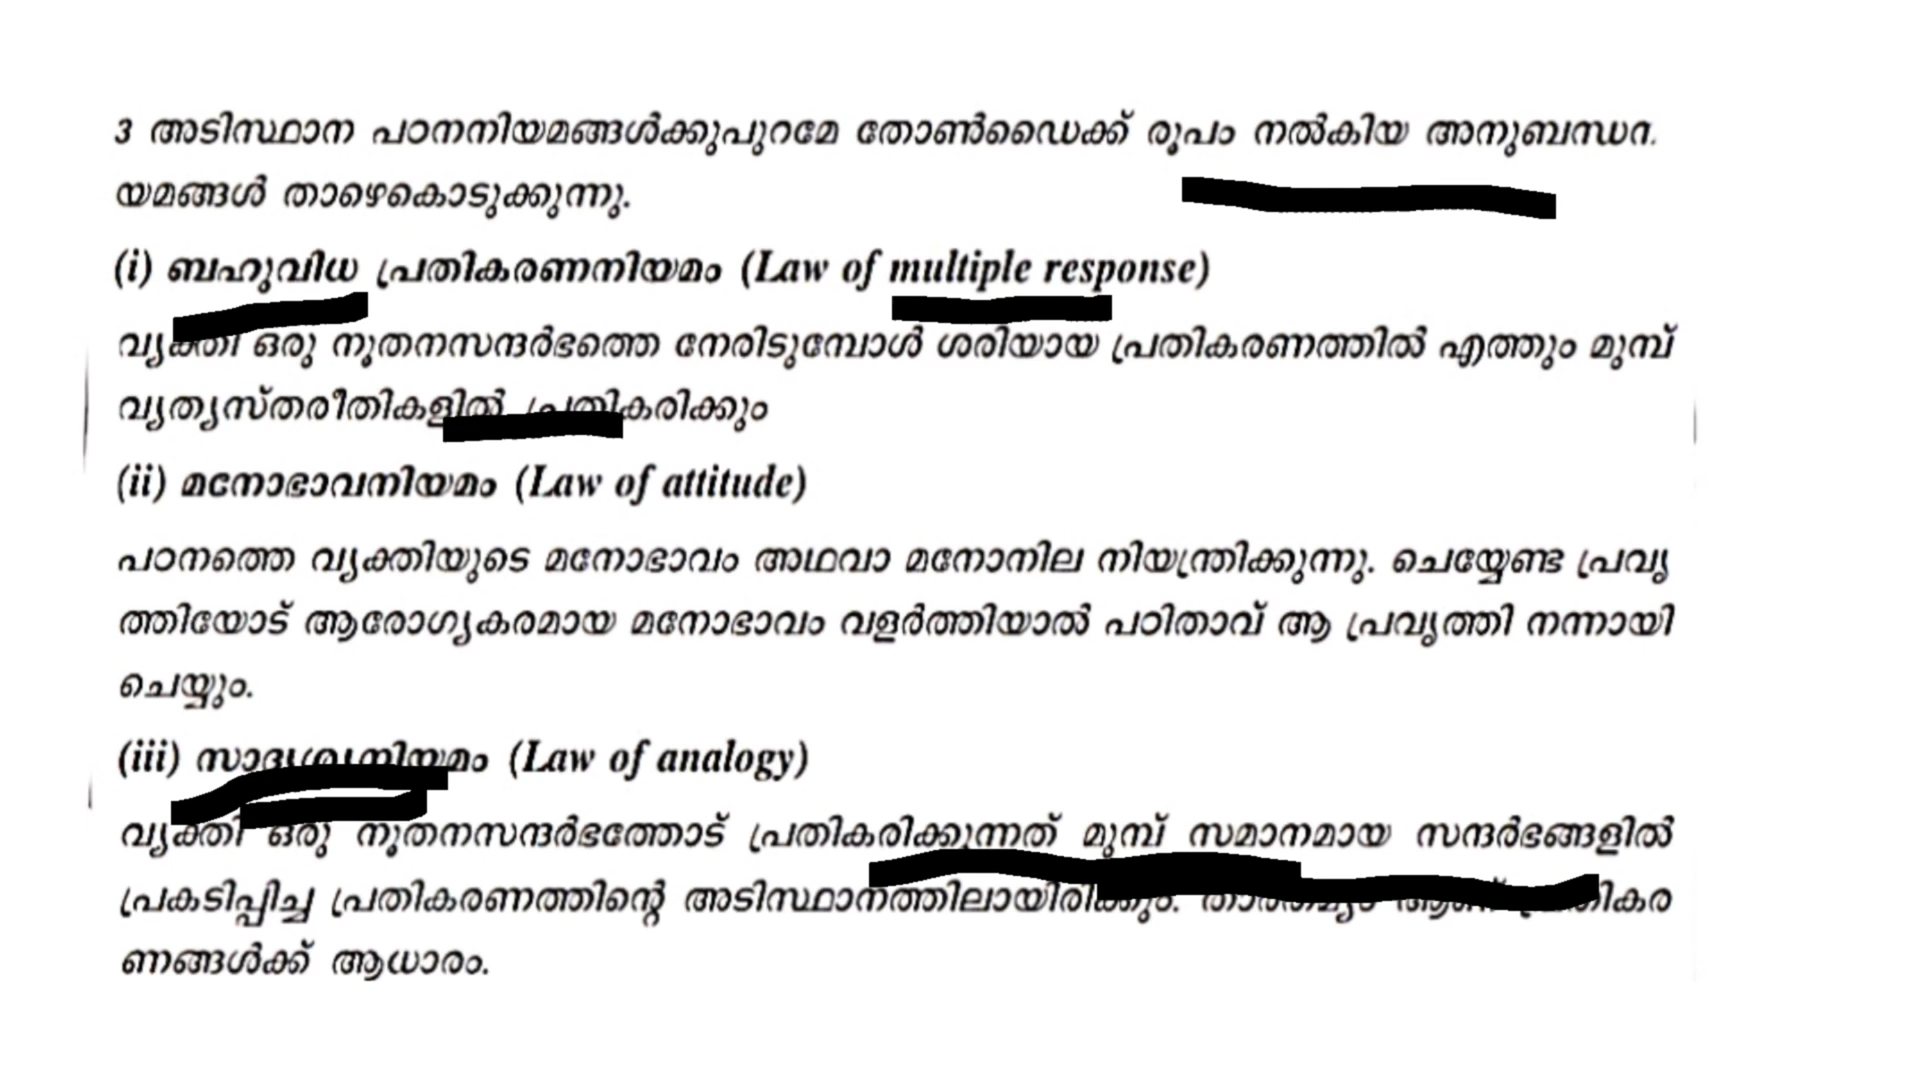 3 അടിസ്ഥാന പഠനനിയമങ്ങൾക്കുപുറമേ തോൺഡൈക്ക് രൂപം നൽകിയ
യമങ്ങൾ താഴെകൊടുക്കുന്നു.
(i) ബഹുവിധ പ്രതികരണനിയമം (Law of multiple response)
വ്യക്തി ഒരു നൂതനസന്ദർഭത്തെ നേരിടുമ്പോൾ ശരിയായ പ്രതികരണത്തിൽ എത്തും മുമ്പ്
വ്യത്യസ്തരീതികളിൽ പ്രതികരിക്കും
(ii) മനോഭാവനിയമം (Law of attitude)
പഠനത്തെ വ്യക്തിയുടെ മനോഭാവം അഥവാ മനോനില നിയന്ത്രിക്കുന്നു. ചെയ്യേണ്ട പ്രവൃ
ത്തിയോട് ആരോഗ്യകരമായ മനോഭാവം വളർത്തിയാൽ പഠിതാവ് ആ പ്രവൃത്തി നന്നായി
ചെയ്യും.
(iii) സാദൃശ്യനിയമം (Law of analogy)
വ്യക്തി ഒരു നൂതനസന്ദർഭത്തോട് പ്രതികരിക്കുന്നത് മുമ്പ് സമാനമായ സന്ദർഭങ്ങളിൽ
പ്രകടിപ്പിച്ച പ്രതികരണത്തിന്റെ അടിസ്ഥാനത്തിലായിരിക്കും. താരതമ്യം ആണ് പ്രതികര
ണങ്ങൾക്ക് ആധാരം.